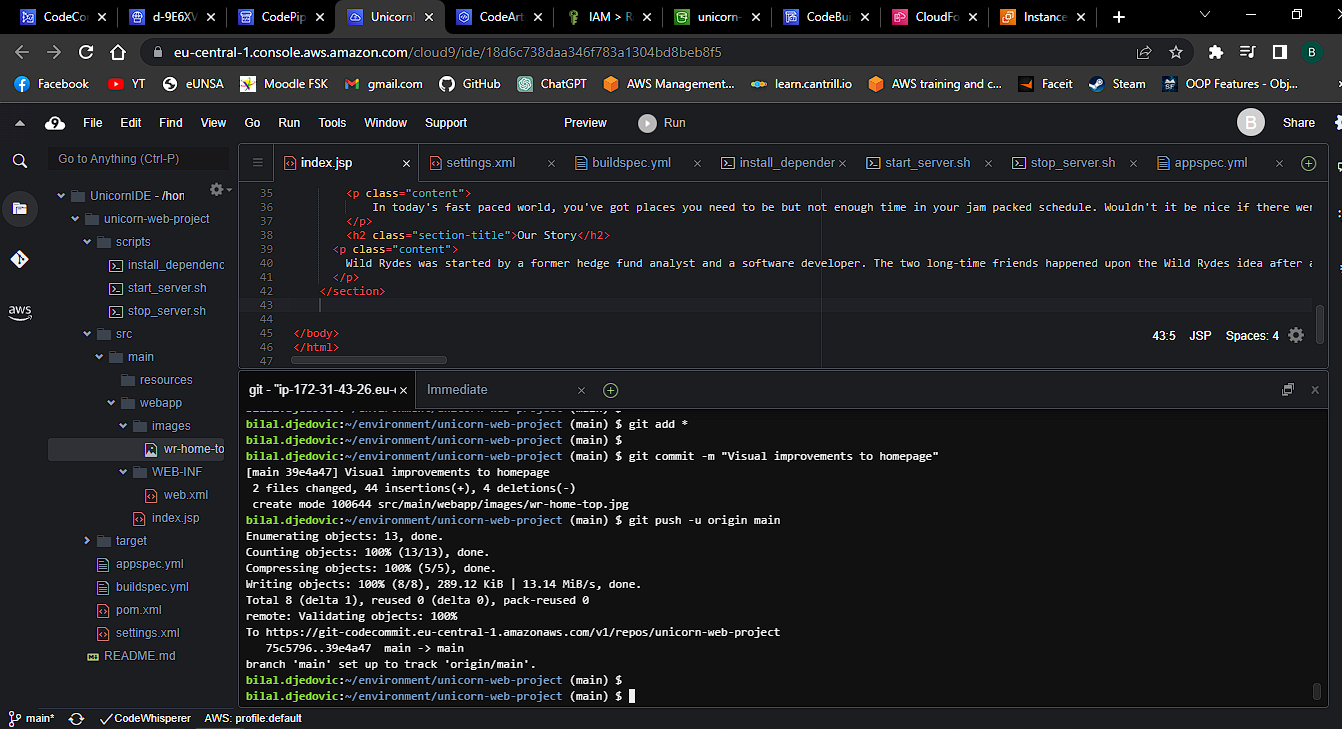 CodeCor
d-9E6XV
CodePip
Unicorn
CodeArt
IAM > R
unicorn-
CodeBui
CloudFo
Instance
eu-central-1.console.aws.amazon.com/cloud9/ide/18d6c738daa346f783a1304bd8beb8f5
B
Facebook
YT
eUNSA
Moodle FSK
gmail.com
GitHub
ChatGPT
AWS Management...
learn.cantrill.io
AWS training and c...
Faceit
Steam
OOP Features - Obj...
9
File
Edit
Find
View
Go
Run
Tools
Window
Support
Preview
Run
B
Share
Go to Anything (Ctrl-P)
index.jsp
settings.xml
buildspec.yml
install_depender
start_server.sh
stop_server.sh
appspec.yml
aws
UnicornIDE - /hon
unicorn-web-project
scripts
install_dependenc
start_server.sh
stop_server.sh
src
main
resources
webapp
images
wr-home-to
WEB-INF
web.xml
index.jsp
target
appspec.yml
buildspec.yml
pom.xml
settings.xml
README.md
35 <p class="content">
36 In today's fast paced world, you've got places you need to be but not enough time in your jam packed schedule. Wouldn't it be nice if there wer
37 </p>
38 <h2 class="section-title">Our Story</h2>
39 <p class="content">
40 Wild Rydes was started by a former hedge fund analyst and a software developer. The two long-time friends happened upon the Wild Rydes idea after a
41 </p>
42 </section>
43
44
45 </body>
46 </html>
47
43:5 JSP Spaces: 4
git - "ip-172-31-43-26.eu-c
Immediate
bilal.djedovic:~/environment/unicorn-web-project (main) $
bilal.djedovic:~/environment/unicorn-web-project (main) $ git add *
bilal.djedovic:~/environment/unicorn-web-project (main) $
bilal.djedovic:~/environment/unicorn-web-project (main) $ git commit -m "Visual improvements to homepage"
[main 39e4a47] Visual improvements to homepage
2 files changed, 44 insertions(+), 4 deletions(-)
create mode 100644 src/main/webapp/images/wr-home-top.jpg
bilal.djedovic:~/environment/unicorn-web-project (main) $ git push -u origin main
Enumerating objects: 13, done.
Counting objects: 100% (13/13), done.
Compressing objects: 100% (5/5), done.
Writing objects: 100% (8/8), 289.12 KiB | 13.14 MiB/s, done.
Total 8 (delta 1), reused 0 (delta 0), pack-reused 0
remote: Validating objects: 100%
To https://git-codecommit.eu-central-1.amazonaws.com/v1/repos/unicorn-web-project
75c5796..39e4a47 main -> main
branch 'main' set up to track 'origin/main'.
bilal.djedovic:~/environment/unicorn-web-project (main) $
bilal.djedovic:~/environment/unicorn-web-project (main) $
main*
CodeWhisperer
AWS: profile:default